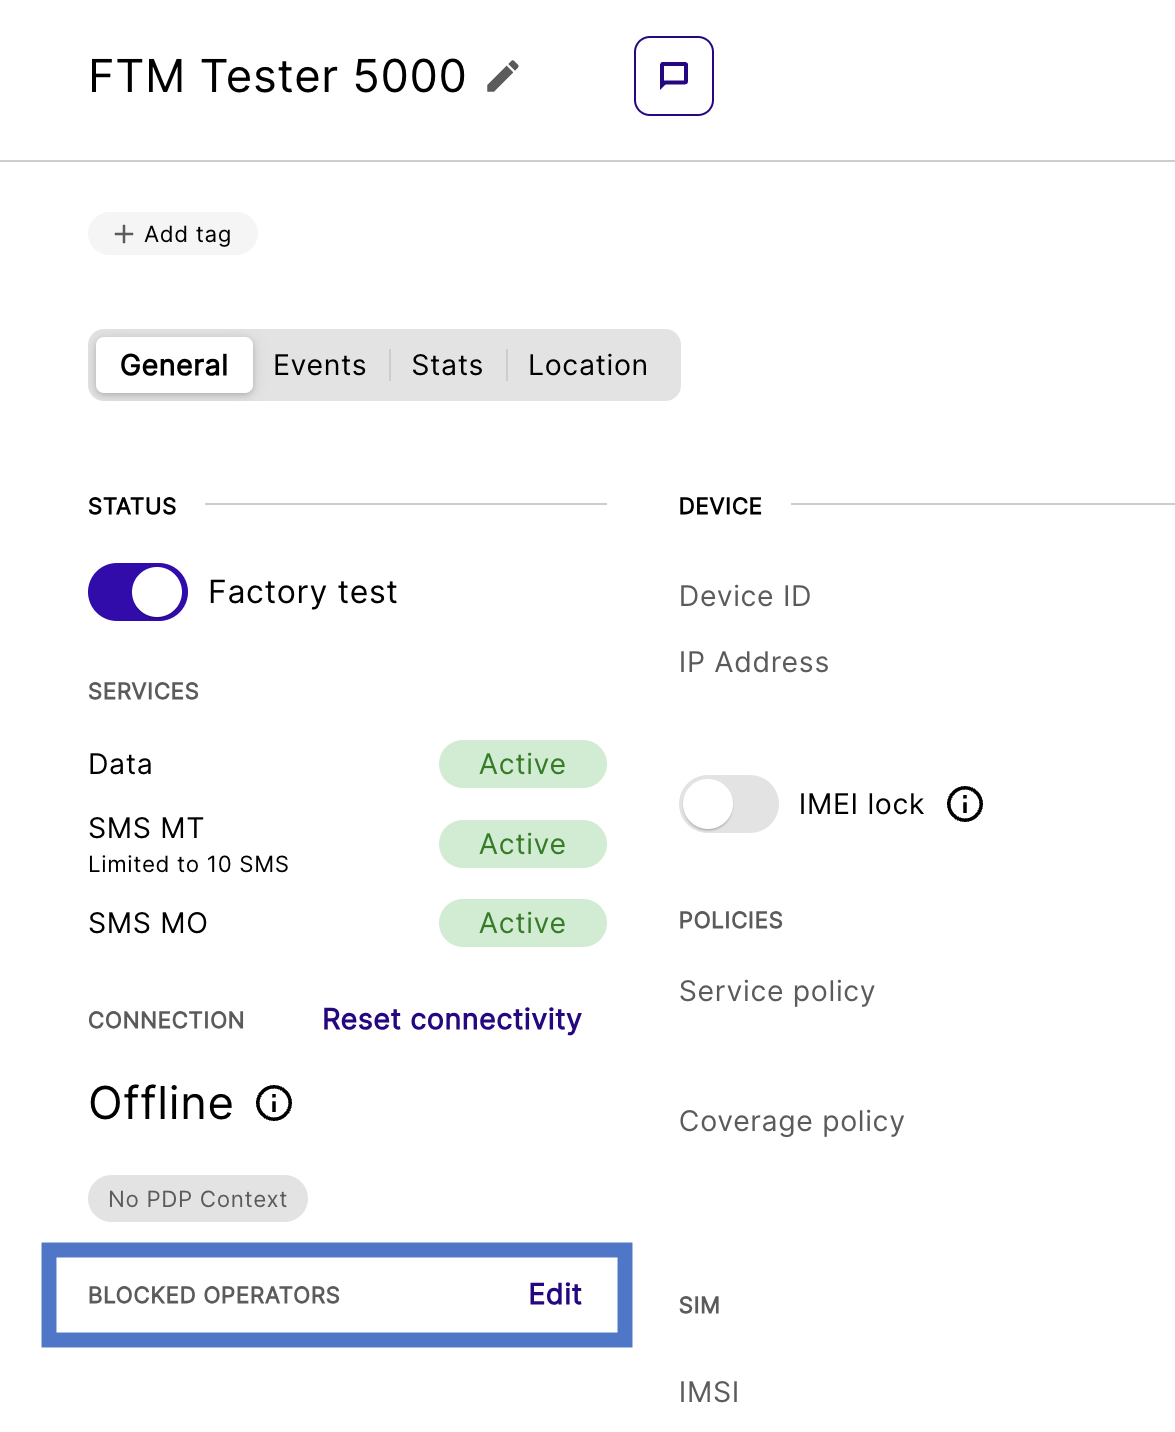 FTM Tester 5000
Add tag
General Events Stats Location
STATUS
Factory test
SERVICES
Data Active
SMS MT Active
Limited to 10 SMS
SMS MO Active
CONNECTION Reset connectivity
Offline
No PDP Context
BLOCKED OPERATORS Edit
DEVICE
Device ID
IP Address
IMEI lock
POLICIES
Service policy
Coverage policy
SIM
IMSI